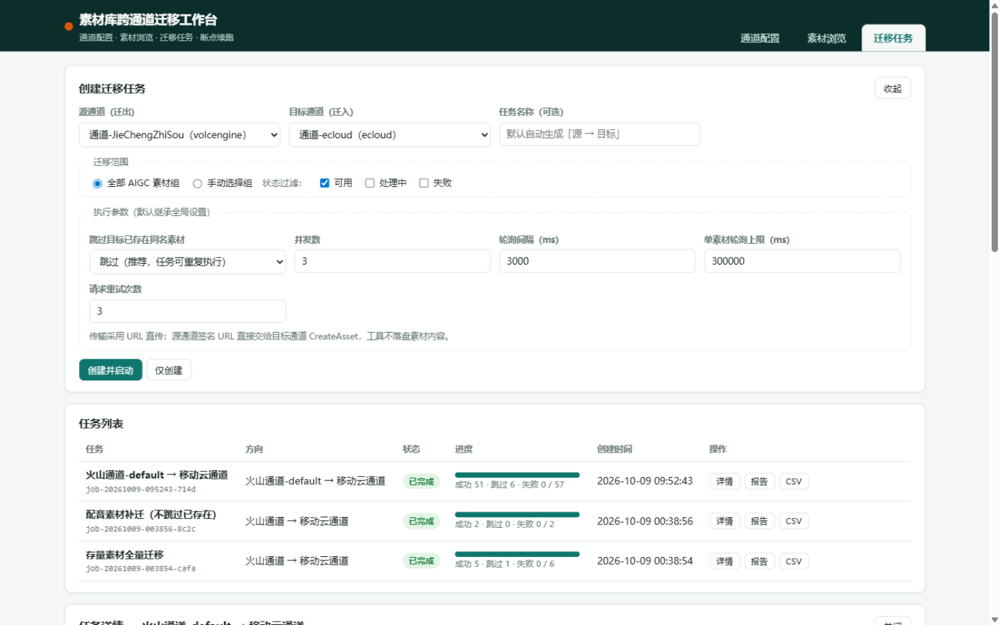 素材库跨通道迁移工作台
通道配置 · 素材浏览 · 迁移任务 · 断点续跑
通道配置 素材浏览 迁移任务
创建迁移任务 收起
源通道（迁出） 目标通道（迁入） 任务名称（可选）
通道-JieChengZhiSou（volcengine） 通道-ecloud（ecloud） 默认自动生成「源 → 目标」
迁移范围
全部 AIGC 素材组 手动选择组 状态过滤： 可用 处理中 失败
执行参数（默认继承全局设置）
跳过目标已存在同名素材 并发数 轮询间隔（ms） 单素材轮询上限（ms）
跳过（推荐，任务可重复执行） 3 3000 300000
请求重试次数
3
传输采用 URL 直传：源通道签名 URL 直接交给目标通道 CreateAsset，工具不落盘素材内容。
创建并启动 仅创建
任务列表
任务 方向 状态 进度 创建时间 操作
火山通道-default → 移动云通道 火山通道-default → 移动云通道 已完成 成功 51 · 跳过 6 · 失败 0 / 57 2026-10-09 09:52:43 详情 报告 CSV
job-20261009-095243-714d
配音素材补迁（不跳过已存在） 火山通道 → 移动云通道 已完成 成功 2 · 跳过 0 · 失败 0 / 2 2026-10-09 00:38:56 详情 报告 CSV
job-20261009-003856-8c2c
存量素材全量迁移 火山通道 → 移动云通道 已完成 成功 5 · 跳过 1 · 失败 0 / 6 2026-10-09 00:38:54 详情 报告 CSV
job-20261009-003854-cafa
任务详情 — 火山通道-default → 移动云通道 关闭